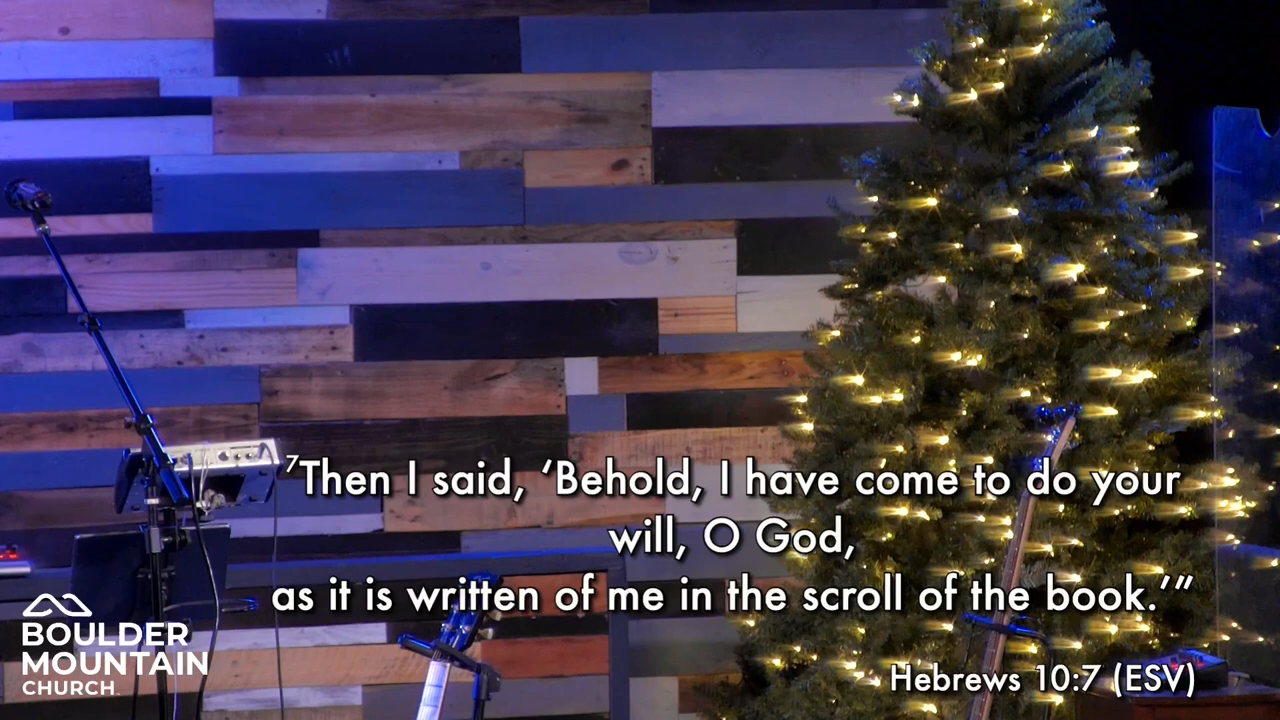 ⁷Then I said, ‘Behold, I have come to do your
will, O God,
as it is written of me in the scroll of the book.’”
Hebrews 10:7 (ESV)
BOULDER
MOUNTAIN
CHURCH